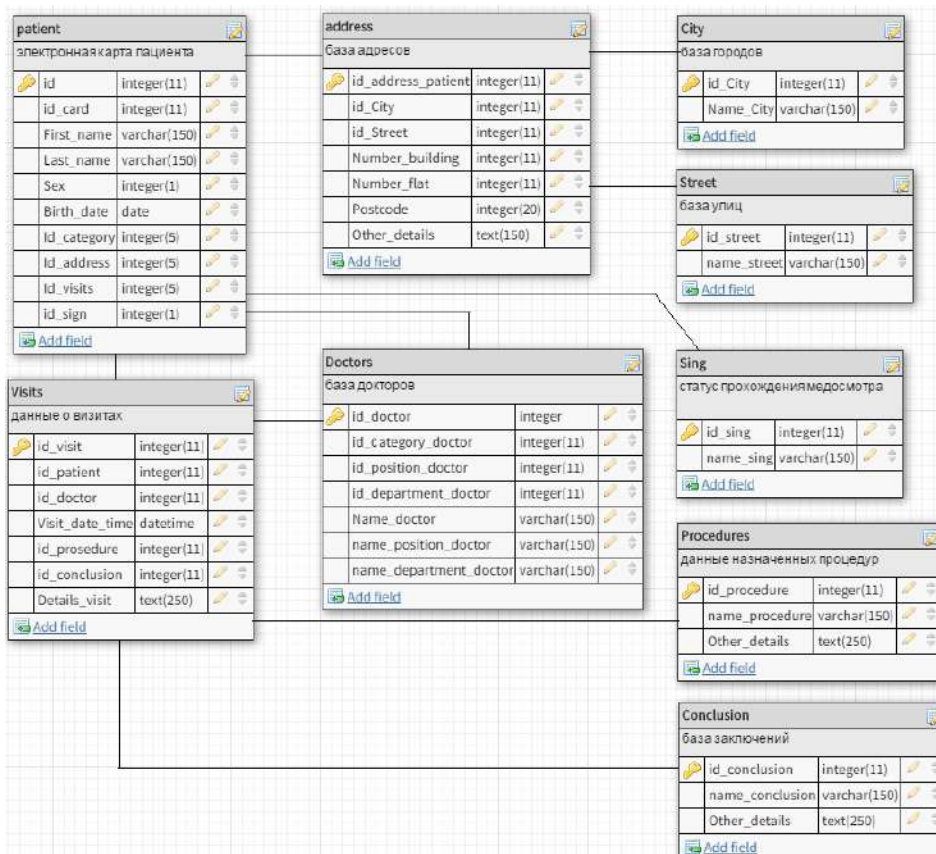 patient
электронная карта пациента
id integer(11)
id_card integer(11)
First_name varchar(150)
Last_name varchar(150)
Sex integer(1)
Birth_date date
Id_category integer(5)
Id_address integer(5)
Id_visits integer(5)
id_sign integer(1)
Add field
address
база адресов
id_address_patient integer(11)
id_City integer(11)
id_Street integer(11)
Number_building integer(11)
Number_flat integer(11)
Postcode integer(20)
Other_details text(150)
Add field
City
база городов
id_City integer(11)
Name_City varchar(150)
Add field
Street
база улиц
id_street integer(11)
name_street varchar(150)
Add field
Visits
данные о визитах
id_visit integer(11)
id_patient integer(11)
id_doctor integer(11)
Visit_date_time datetime
id_prosedure integer(11)
id_conclusion integer(11)
Details_visit text(250)
Add field
Doctors
база докторов
id_doctor integer
id_category_doctor integer(11)
id_position_doctor integer(11)
id_department_doctor integer(11)
Name_doctor varchar(150)
name_position_doctor varchar(150)
name_department_doctor varchar(150)
Add field
Sing
статус прохождения медосмотра
id_sing integer(11)
name_sing varchar(150)
Add field
Procedures
данные назначенных процедур
id_procedure integer(11)
name_procedure varchar(150)
Other_details text(250)
Add field
Conclusion
база заключений
id_conclusion integer(11)
name_conclusion varchar(150)
Other_details text(250)
Add field